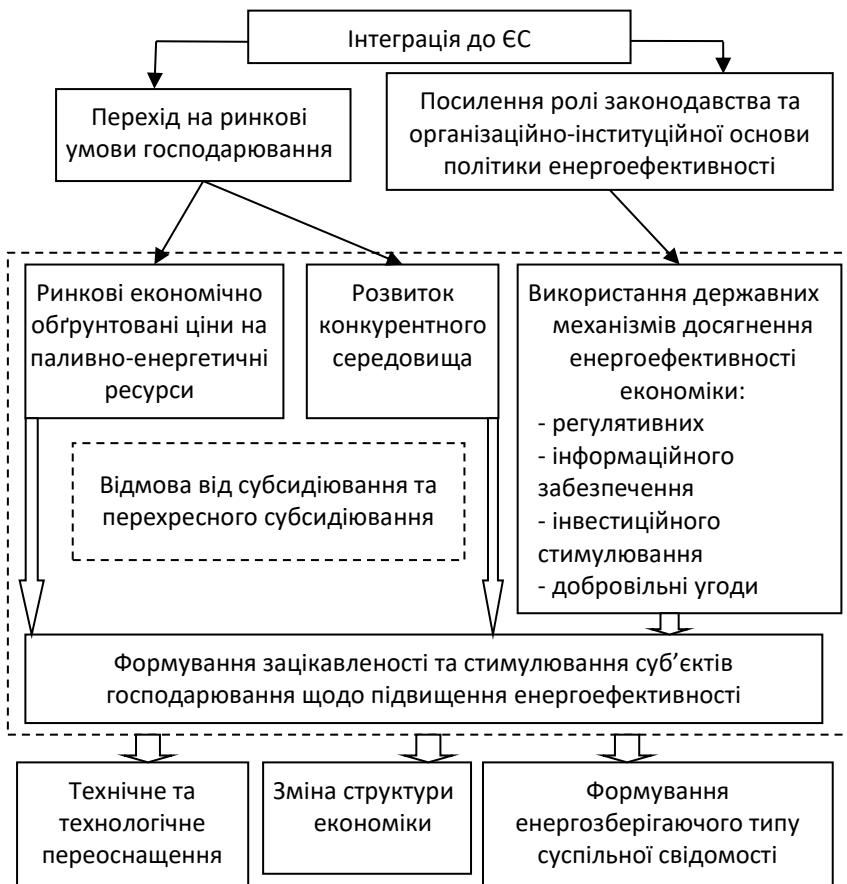 Інтеграція до ЄС
Перехід на ринкові
умови господарювання
Посилення ролі законодавства та
організаційно-інституційної основи
політики енергоефективності
Ринкові економічно
обґрунтовані ціни на
паливно-енергетичні
ресурси
Розвиток
конкурентного
середовища
Використання державних
механізмів досягнення
енергоефективності
економіки:
- регулятивних
- інформаційного
забезпечення
- інвестиційного
стимулювання
- добровільні угоди
Відмова від субсидіювання та
перехресного субсидіювання
Формування зацікавленості та стимулювання суб’єктів
господарювання щодо підвищення енергоефективності
Технічне та
технологічне
переоснащення
Зміна структури
економіки
Формування
енергозберігаючого типу
суспільної свідомості